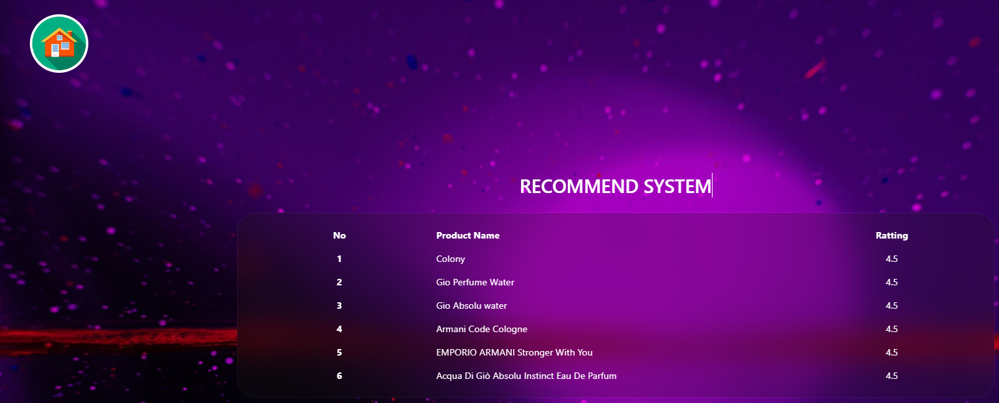 RECOMMEND SYSTEM
No Product Name Ratting
1 Colony 4.5
2 Gio Perfume Water 4.5
3 Gio Absolu water 4.5
4 Armani Code Cologne 4.5
5 EMPORIO ARMANI Stronger With You 4.5
6 Acqua Di Giò Absolu Instinct Eau De Parfum 4.5